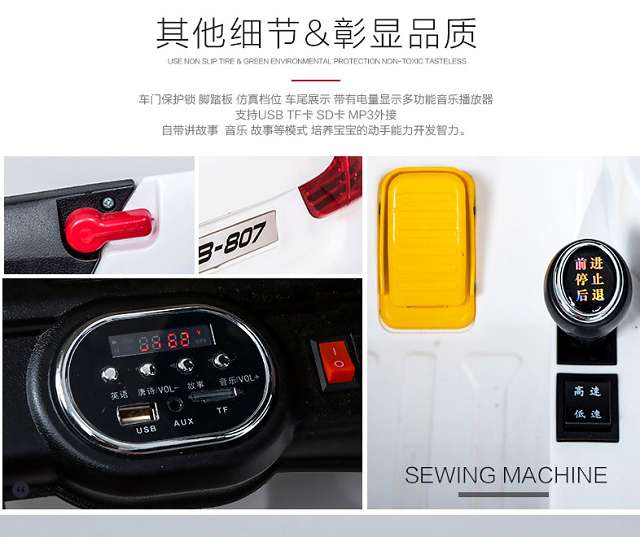 其他细节&彰显品质
USE NON SLIP TIRE & GREEN ENVIRONMENTAL PROTECTION NON-TOXIC TASTELESS
车门保护锁 脚踏板 仿真档位 车尾展示 带有电量显示多功能音乐播放器
支持USB TF卡 SD卡 MP3外接
自带讲故事 音乐 故事等模式 培养宝宝的动手能力开发智力。
B-807
前进
停止
后退
英语 唐诗/VOL- 故事 音乐/VOL+
USB AUX TF
高速
低速
SEWING MACHINE